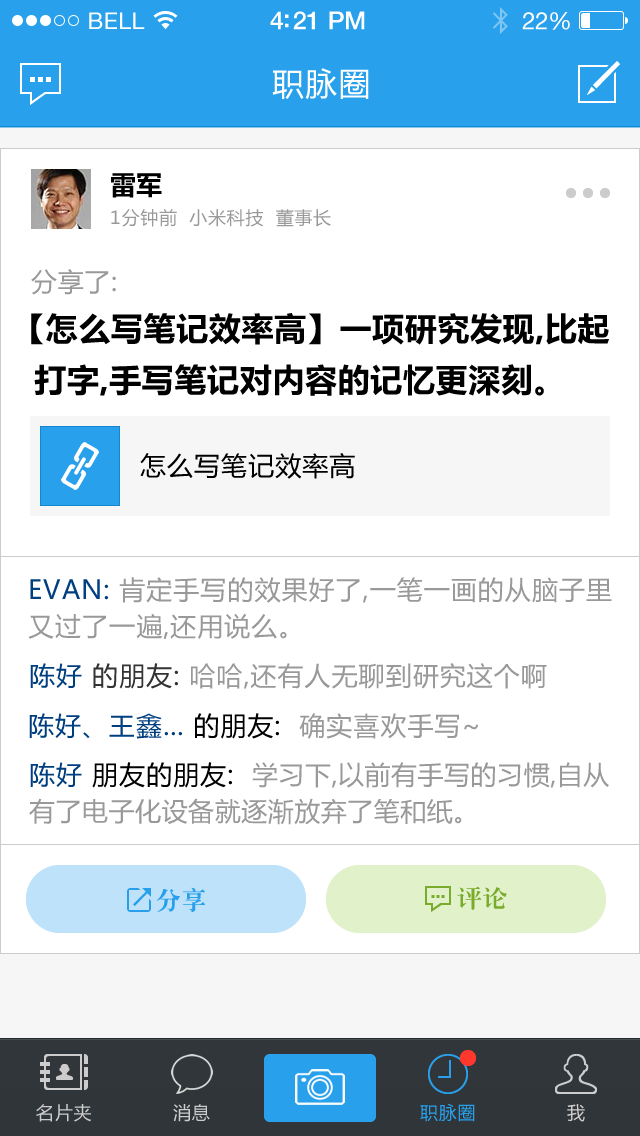 BELL 4:21 PM 22%
职脉圈
雷军
1分钟前 小米科技 董事长
分享了:
【怎么写笔记效率高】一项研究发现,比起
打字,手写笔记对内容的记忆更深刻。
怎么写笔记效率高
EVAN: 肯定手写的效果好了,一笔一画的从脑子里
又过了一遍,还用说么。
陈好 的朋友: 哈哈,还有人无聊到研究这个啊
陈好、王鑫... 的朋友: 确实喜欢手写~
陈好 朋友的朋友: 学习下,以前有手写的习惯,自从
有了电子化设备就逐渐放弃了笔和纸。
分享 评论
名片夹 消息 职脉圈 我